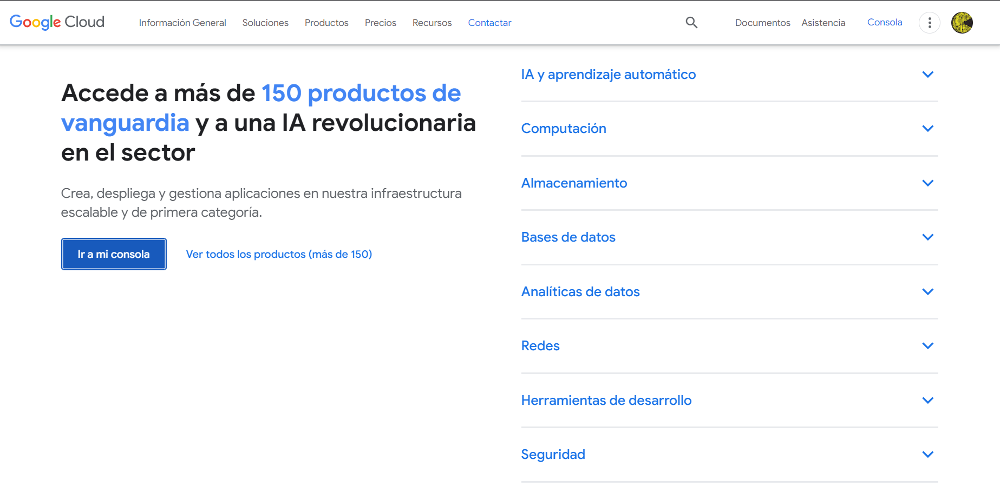 Google Cloud
Información General
Soluciones
Productos
Precios
Recursos
Contactar
Documentos
Asistencia
Consola
Accede a más de 150 productos de
vanguardia y a una IA revolucionaria
en el sector
Crea, despliega y gestiona aplicaciones en nuestra infraestructura
escalable y de primera categoría.
Ir a mi consola
Ver todos los productos (más de 150)
IA y aprendizaje automático
Computación
Almacenamiento
Bases de datos
Analíticas de datos
Redes
Herramientas de desarrollo
Seguridad